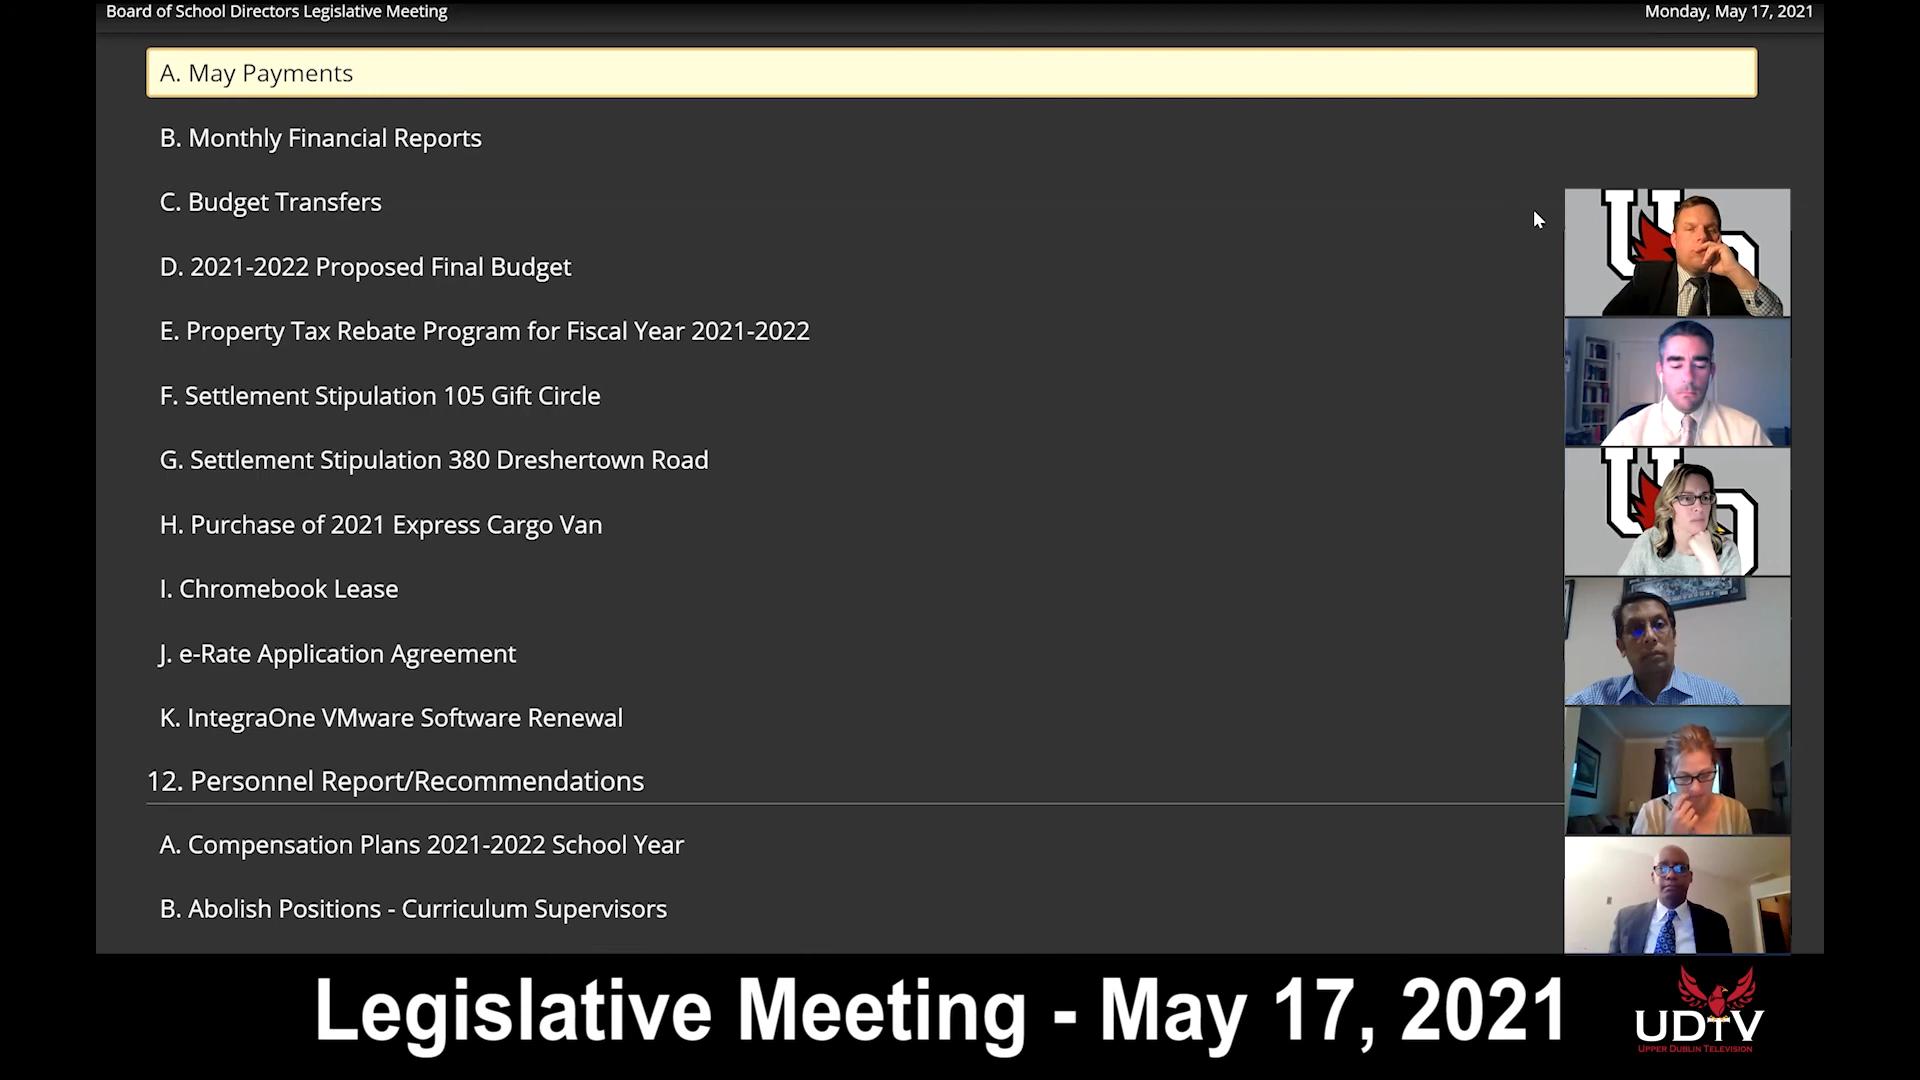 Board of School Directors Legislative Meeting
Monday, May 17, 2021
A. May Payments
B. Monthly Financial Reports
C. Budget Transfers
D. 2021-2022 Proposed Final Budget
E. Property Tax Rebate Program for Fiscal Year 2021-2022
F. Settlement Stipulation 105 Gift Circle
G. Settlement Stipulation 380 Dreshertown Road
H. Purchase of 2021 Express Cargo Van
I. Chromebook Lease
J. e-Rate Application Agreement
K. IntegraOne VMware Software Renewal
12. Personnel Report/Recommendations
A. Compensation Plans 2021-2022 School Year
B. Abolish Positions - Curriculum Supervisors
Legislative Meeting - May 17, 2021
UDTV
UPPER DUBLIN TELEVISION